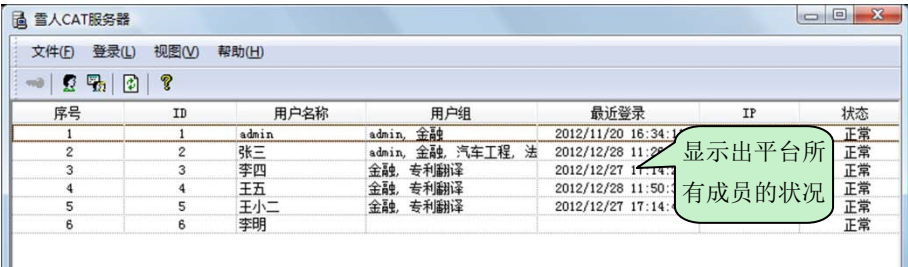 雪人CAT服务器
文件(F) 登录(L) 视图(V) 帮助(H)
序号 ID 用户名称 用户组 最近登录 IP 状态
1 1 admin admin, 金融 2012/11/20 16:34: 正常
2 2 张三 admin, 金融, 汽车工程, 法 2012/12/28 11:26 正常
3 3 李四 金融, 专利翻译 2012/12/27 17:14: 正常
4 4 王五 金融, 专利翻译 2012/12/28 11:50: 正常
5 5 王小二 金融, 专利翻译 2012/12/27 17:14: 正常
6 6 李明 正常
显示出平台所
有成员的状况